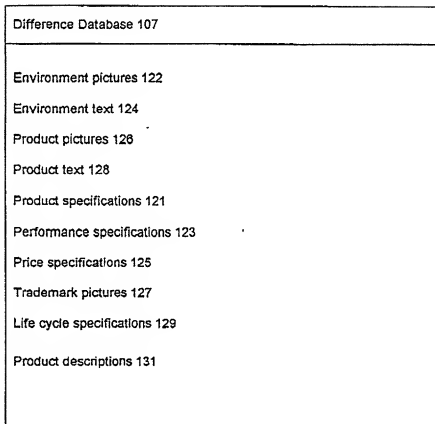 Difference Database 107
Environment pictures 122
Environment text 124
Product pictures 126
Product text 128
Product specifications 121
Performance specifications 123
Price specifications 125
Trademark pictures 127
Life cycle specifications 129
Product descriptions 131